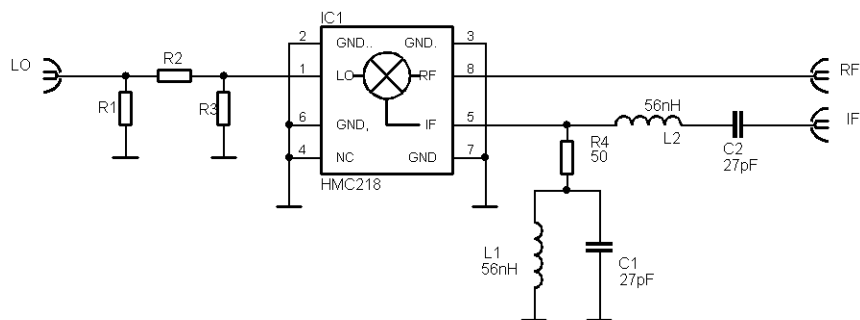 IC1
2 GND.. GND. 3
LO R2 1 LO RF 8 RF
R1 R3
56nH IF
6 GND, IF 5
L2
R4
50
C2
27pF
4 NC GND 7
HMC218
L1
56nH
C1
27pF